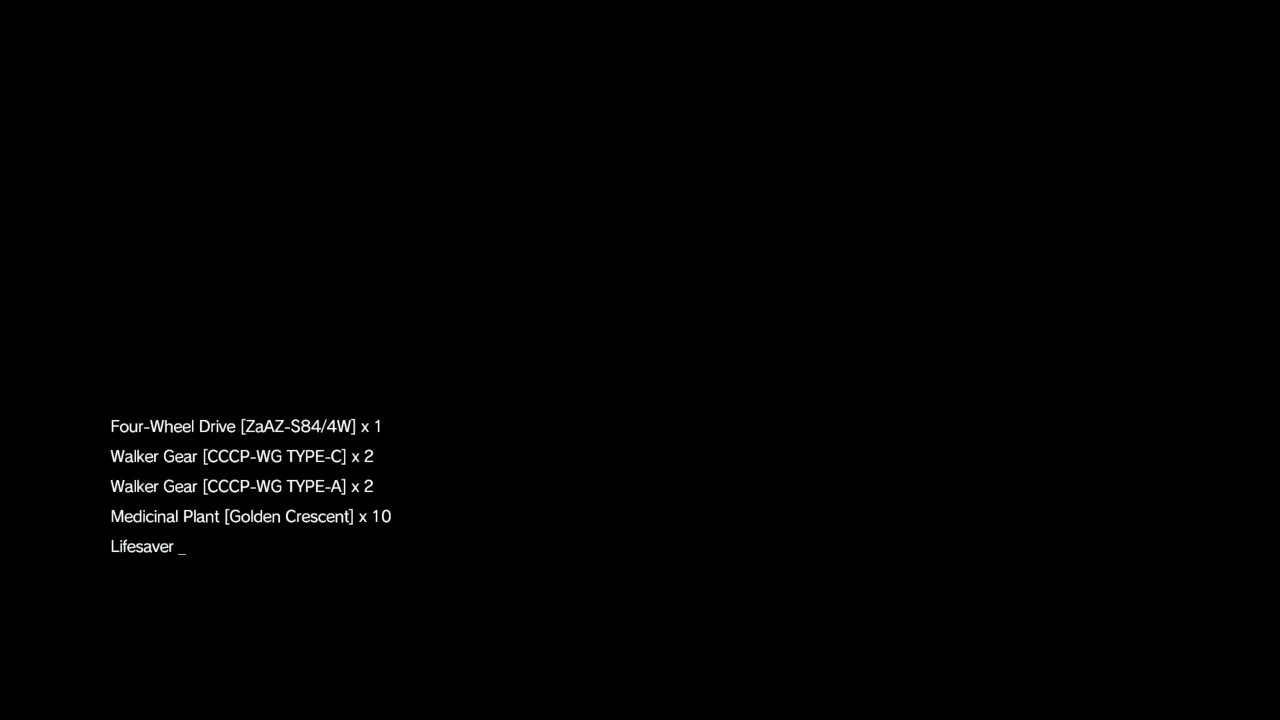 Four-Wheel Drive [ZaAZ-S84/4W] x 1
Walker Gear [CCCP-WG TYPE-C] x 2
Walker Gear [CCCP-WG TYPE-A] x 2
Medicinal Plant [Golden Crescent] x 10
Lifesaver _